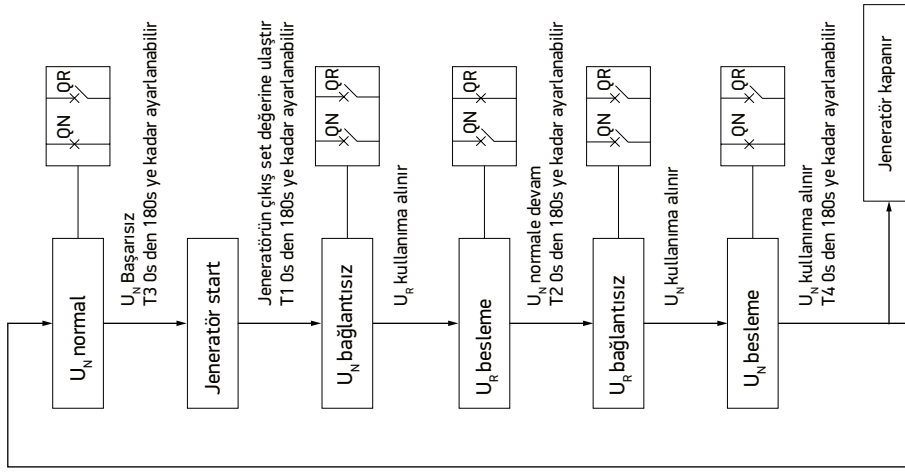 QN
QR
U_N normal
U_N Başarısız
T3 0s den 180s ye kadar ayarlanabilir
Jeneratör start
Jeneratörün çıkış set değerine ulaştır
T1 0s den 180s ye kadar ayarlanabilir
QN
QR
U_N bağlantısız
U_R kullanıma alınır
QN
QR
U_R besleme
U_N normale devam
T2 0s den 180s ye kadar ayarlanabilir
QN
QR
U_R bağlantısız
U_N kullanıma alınır
QN
QR
U_N besleme
U_N kullanıma alınır
T4 0s den 180s ye kadar ayarlanabilir
Jeneratör kapanır